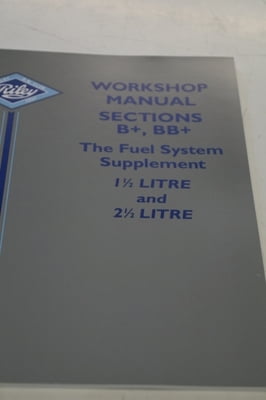 Riley
WORKSHOP
MANUAL
SECTIONS
B+, BB+
The Fuel System
Supplement
1½ LITRE
and
2½ LITRE